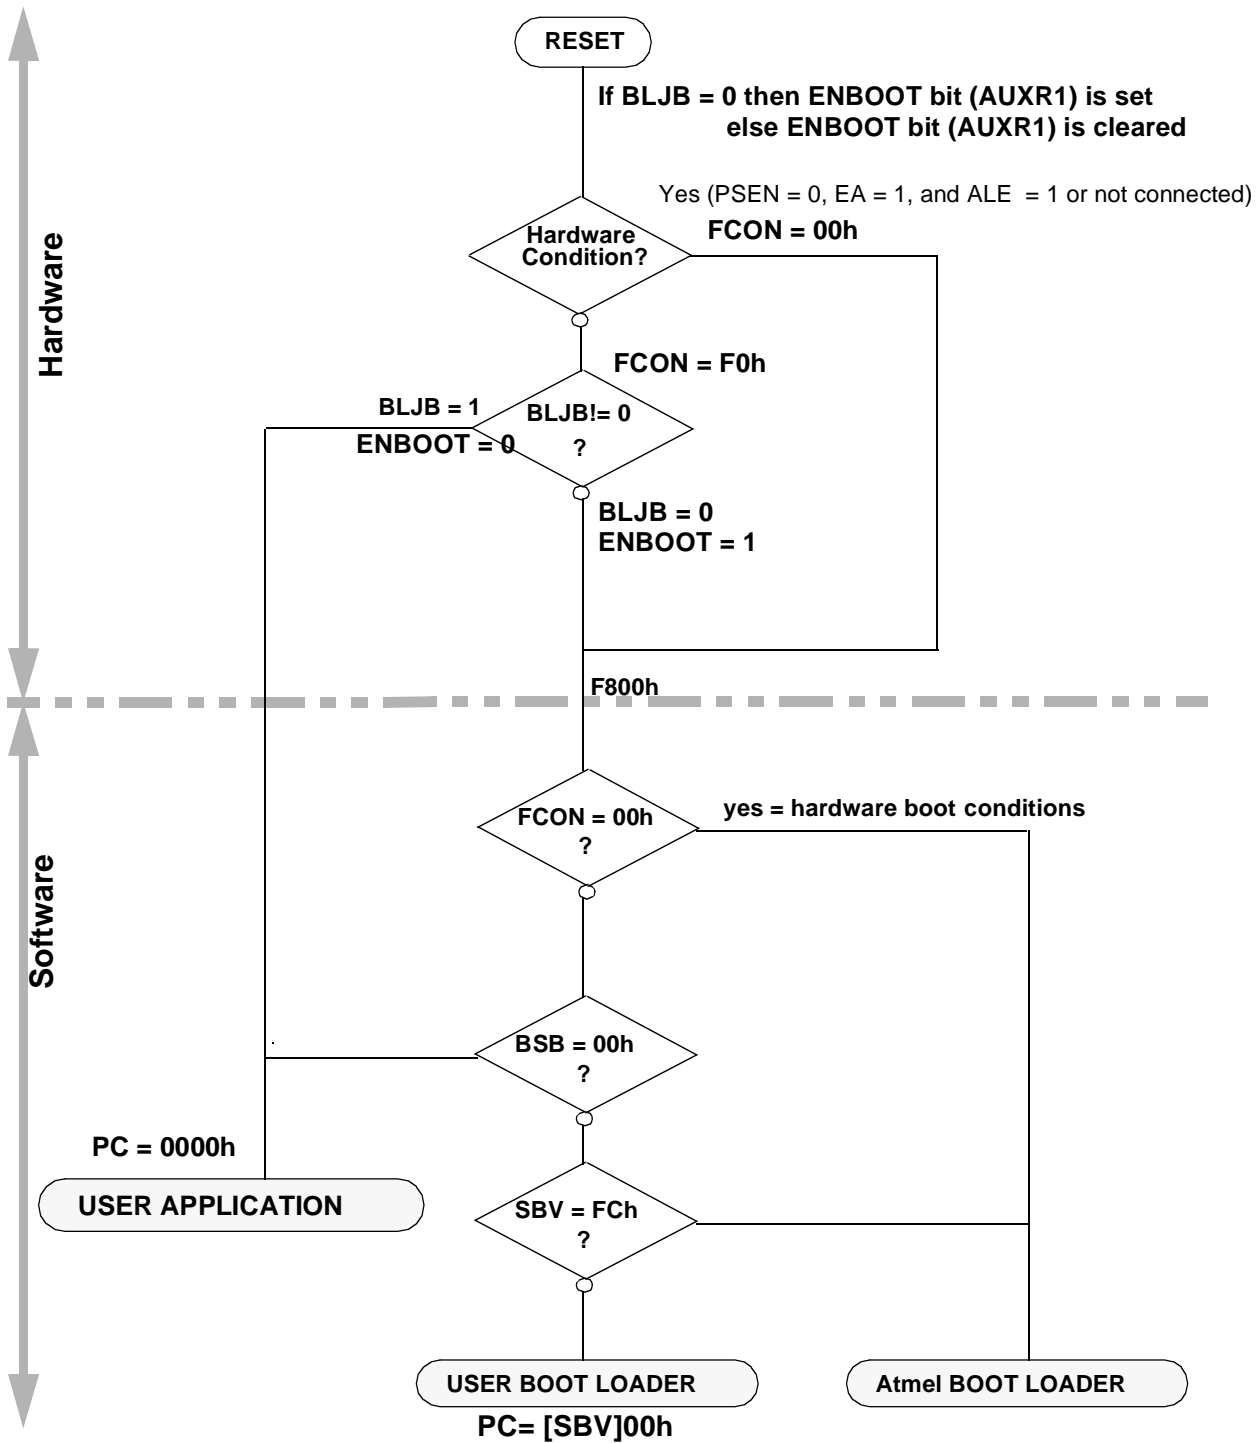 RESET
If BLJB = 0 then ENBOOT bit (AUXR1) is set
else ENBOOT bit (AUXR1) is cleared
Yes (PSEN = 0, EA = 1, and ALE = 1 or not connected)
FCON = 00h
Hardware
Condition?
Hardware
FCON = F0h
BLJB = 1
ENBOOT = 0
BLJB!= 0
?
BLJB = 0
ENBOOT = 1
F800h
FCON = 00h
?
yes = hardware boot conditions
Software
BSB = 00h
?
PC = 0000h
USER APPLICATION
SBV = FCh
?
USER BOOT LOADER
PC= [SBV]00h
Atmel BOOT LOADER